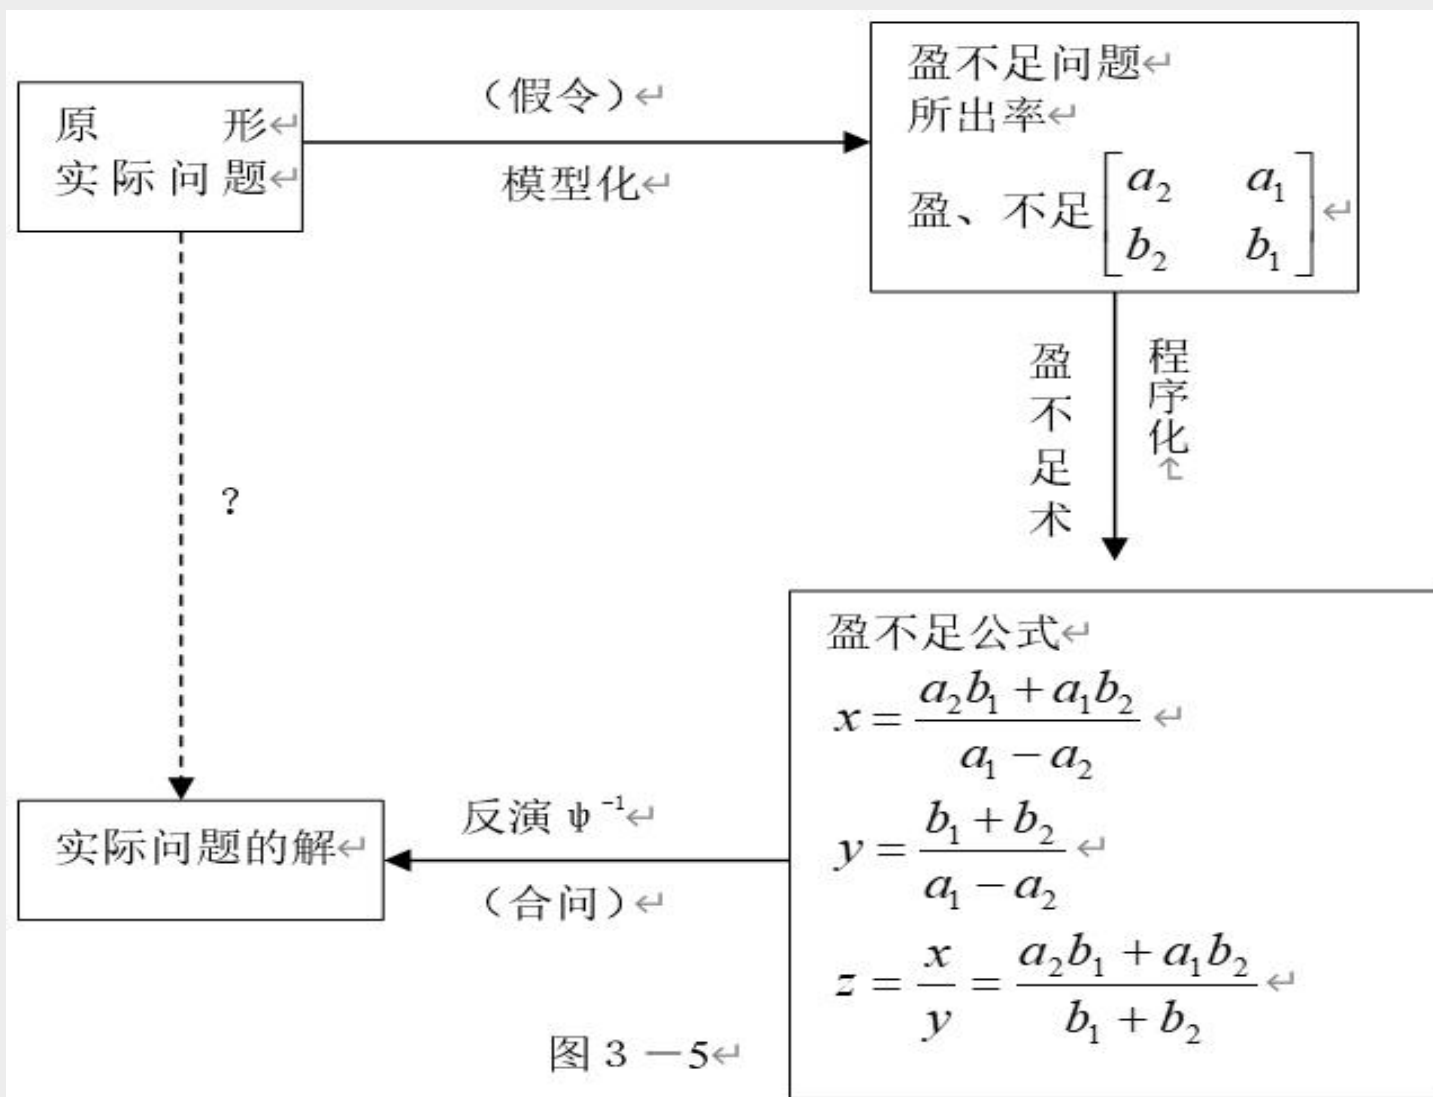 原 形↵
实际问题↵
（假令）↵
模型化↵
盈不足问题↵
所出率↵
盈、不足[a₂ a₁↵
b₂ b₁]
盈不足术
程序化↵
？
盈不足公式↵
x = (a₂b₁ + a₁b₂)/(a₁ − a₂)↵
y = (b₁ + b₂)/(a₁ − a₂)↵
z = x/y = (a₂b₁ + a₁b₂)/(b₁ + b₂)↵
反演 ψ⁻¹↵
（合问）↵
实际问题的解↵
图 3 －5↵